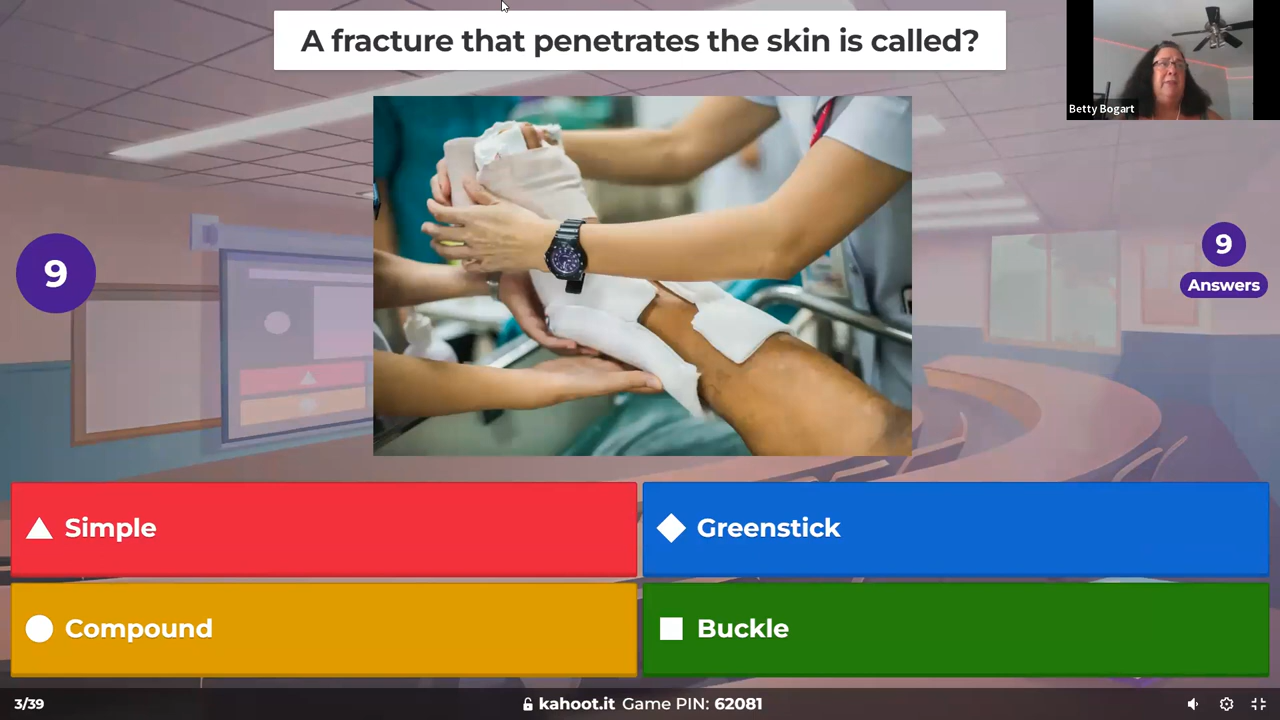 A fracture that penetrates the skin is called?
Betty Bogart
9
9
Answers
Simple
Greenstick
Compound
Buckle
3/39
kahoot.it Game PIN: 62081